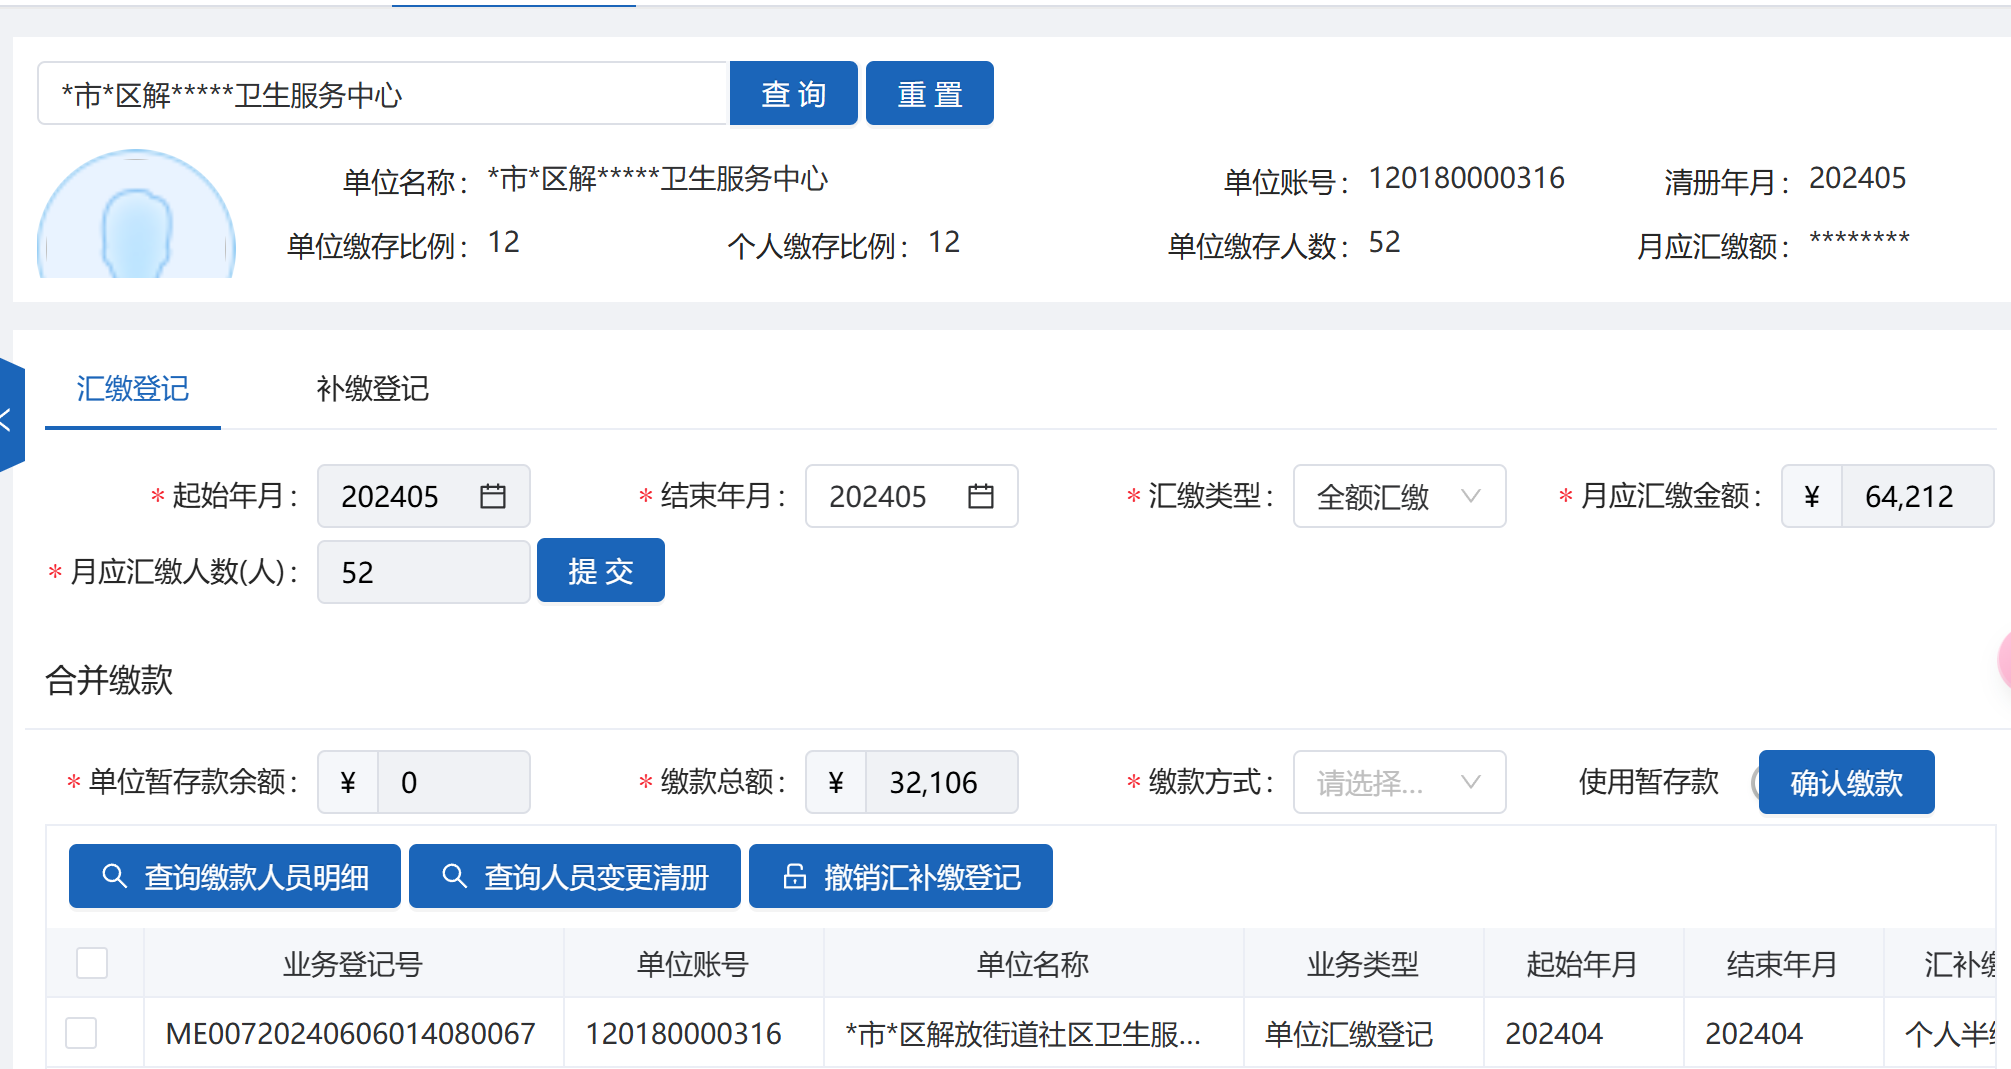 *市*区解*****卫生服务中心 查 询 重 置
单位名称： *市*区解*****卫生服务中心 单位账号： 120180000316 清册年月： 202405
单位缴存比例： 12 个人缴存比例： 12 单位缴存人数： 52 月应汇缴额： ********
汇缴登记 补缴登记
* 起始年月： 202405 * 结束年月： 202405 * 汇缴类型： 全额汇缴 * 月应汇缴金额： ¥ 64,212
* 月应汇缴人数(人)： 52 提 交
合并缴款
* 单位暂存款余额： ¥ 0 * 缴款总额： ¥ 32,106 * 缴款方式： 请选择... 使用暂存款 确认缴款
查询缴款人员明细 查询人员变更清册 撤销汇补缴登记
业务登记号 单位账号 单位名称 业务类型 起始年月 结束年月 汇补
ME00720240606014080067 120180000316 *市*区解放街道社区卫生服... 单位汇缴登记 202404 202404 个人半